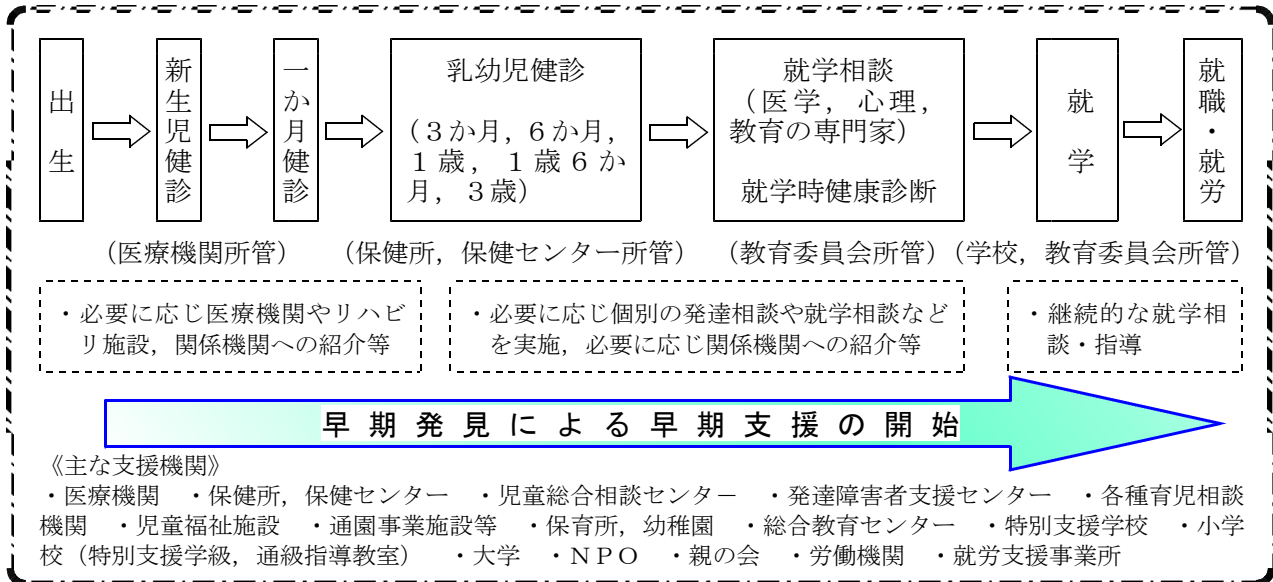 出生
新生児健診
一か月健診
乳幼児健診
（３か月，６か月，
１歳，１歳６か
月，３歳）
就学相談
（医学，心理，
教育の専門家）
就学時健康診断
就学
就職・就労
（医療機関所管）
（保健所，保健センター所管）
（教育委員会所管）
（学校，教育委員会所管）
・必要に応じ医療機関やリハビ
リ施設，関係機関への紹介等
・必要に応じ個別の発達相談や就学相談など
を実施，必要に応じ関係機関への紹介等
・継続的な就学相
談・指導
早期発見による早期支援の開始
《主な支援機関》
・医療機関　・保健所，保健センター　・児童総合相談センター　・発達障害者支援センター　・各種育児相談
機関　・児童福祉施設　・通園事業施設等　・保育所，幼稚園　・総合教育センター　・特別支援学校　・小学
校（特別支援学級，通級指導教室）　・大学　・ＮＰＯ　・親の会　・労働機関　・就労支援事業所